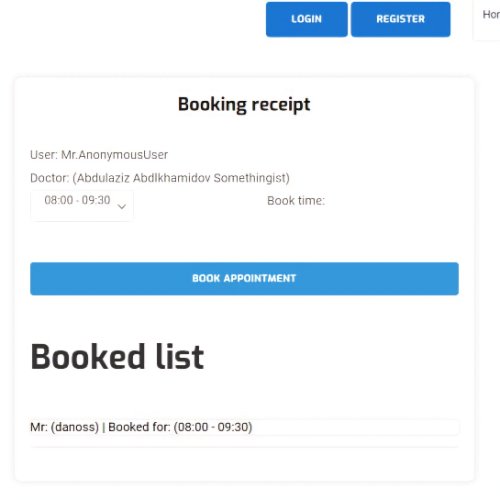 LOGIN REGISTER
Booking receipt
User: Mr.AnonymousUser
Doctor: (Abdulaziz Abdlkhamidov Somethingist)
08:00 - 09:30 Book time:
BOOK APPOINTMENT
Booked list
Mr: (danoss) | Booked for: (08:00 - 09:30)